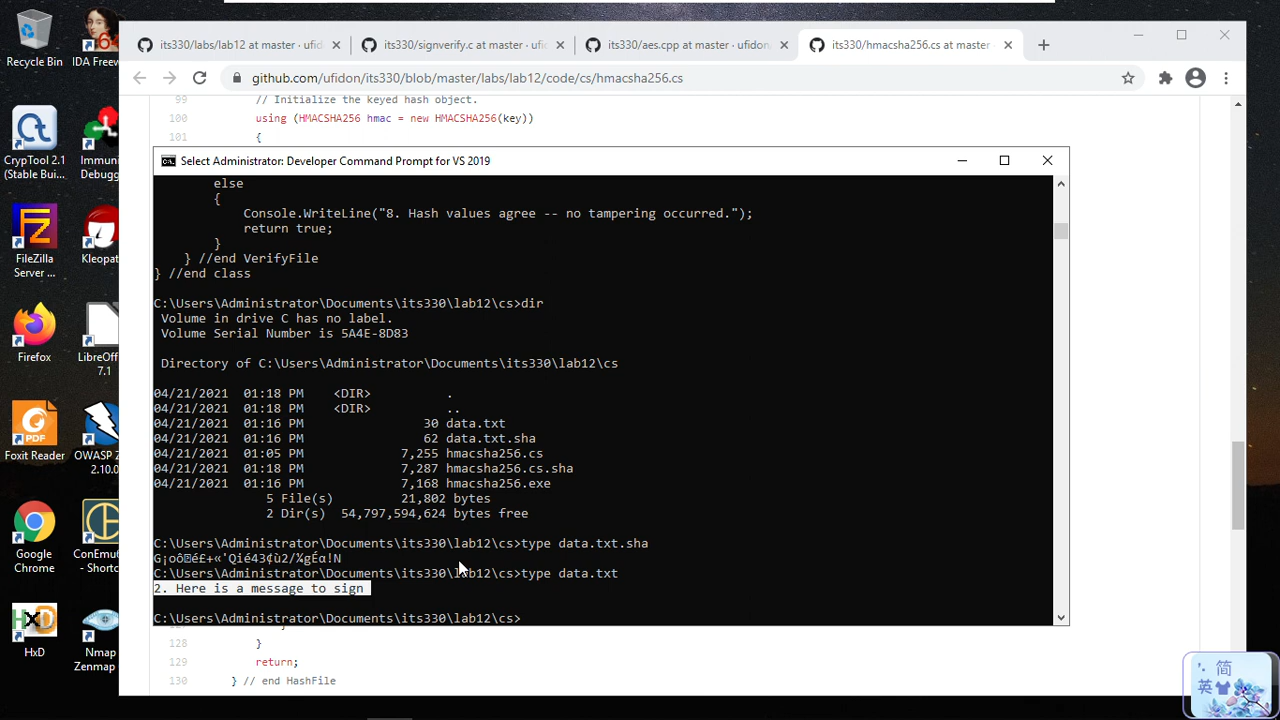 Recycle Bin
IDA Freew
CrypTool 2.1
(Stable Bui...
Immuni
Debugg
FileZilla
Server ...
Kleopat
Firefox
LibreOff
7.1
Foxit Reader
OWASP Z
2.10.0
Google
Chrome
ConEmu
- Shortc
HxD
Nmap
Zenmap
its330/labs/lab12 at master · ufid
its330/signverify.c at master · ufi
its330/aes.cpp at master · ufidon
its330/hmacsha256.cs at master
github.com/ufidon/its330/blob/master/labs/lab12/code/cs/hmacsha256.cs
99 // Initialize the keyed hash object.
100 using (HMACSHA256 hmac = new HMACSHA256(key))
101 {
Select Administrator: Developer Command Prompt for VS 2019
else
{
Console.WriteLine("8. Hash values agree -- no tampering occurred.");
return true;
}
} //end VerifyFile
} //end class
C:\Users\Administrator\Documents\its330\lab12\cs>dir
Volume in drive C has no label.
Volume Serial Number is 5A4E-8D83
Directory of C:\Users\Administrator\Documents\its330\lab12\cs
04/21/2021 01:18 PM <DIR> .
04/21/2021 01:18 PM <DIR> ..
04/21/2021 01:16 PM 30 data.txt
04/21/2021 01:16 PM 62 data.txt.sha
04/21/2021 01:05 PM 7,255 hmacsha256.cs
04/21/2021 01:18 PM 7,287 hmacsha256.cs.sha
04/21/2021 01:16 PM 7,168 hmacsha256.exe
5 File(s) 21,802 bytes
2 Dir(s) 54,797,594,624 bytes free
C:\Users\Administrator\Documents\its330\lab12\cs>type data.txt.sha
C:\Users\Administrator\Documents\its330\lab12\cs>type data.txt
2. Here is a message to sign
C:\Users\Administrator\Documents\its330\lab12\cs>
128 }
129 return;
130 } // end HashFile
简
英